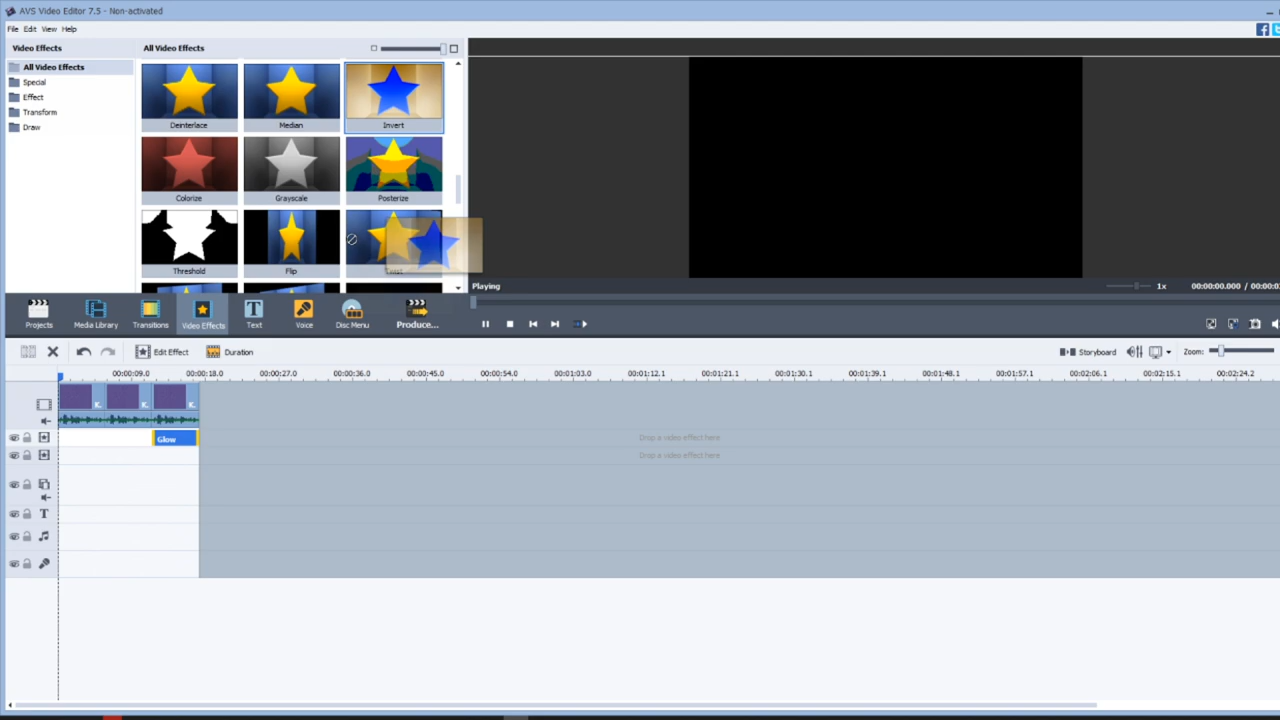 AVS Video Editor 7.5 - Non-activated
File Edit View Help
Video Effects
All Video Effects
All Video Effects
Special
Effect
Transform
Draw
Deinterlace Median Invert
Colorize Grayscale Posterize
Threshold Flip Twist
Playing
1x
00:00:00.000 /
Projects Media Library Transitions Video Effects Text Voice Disc Menu Produce...
Edit Effect Duration
Storyboard
Zoom:
00:00:09.0 00:00:18.0 00:00:27.0 00:00:36.0 00:00:45.0 00:00:54.0 00:01:03.0 00:01:12.1 00:01:21.1 00:01:30.1 00:01:39.1 00:01:48.1 00:01:57.1 00:02:06.1 00:02:15.1 00:02:24.2
K. K. K.
Glow
Drop a video effect here
Drop a video effect here
T